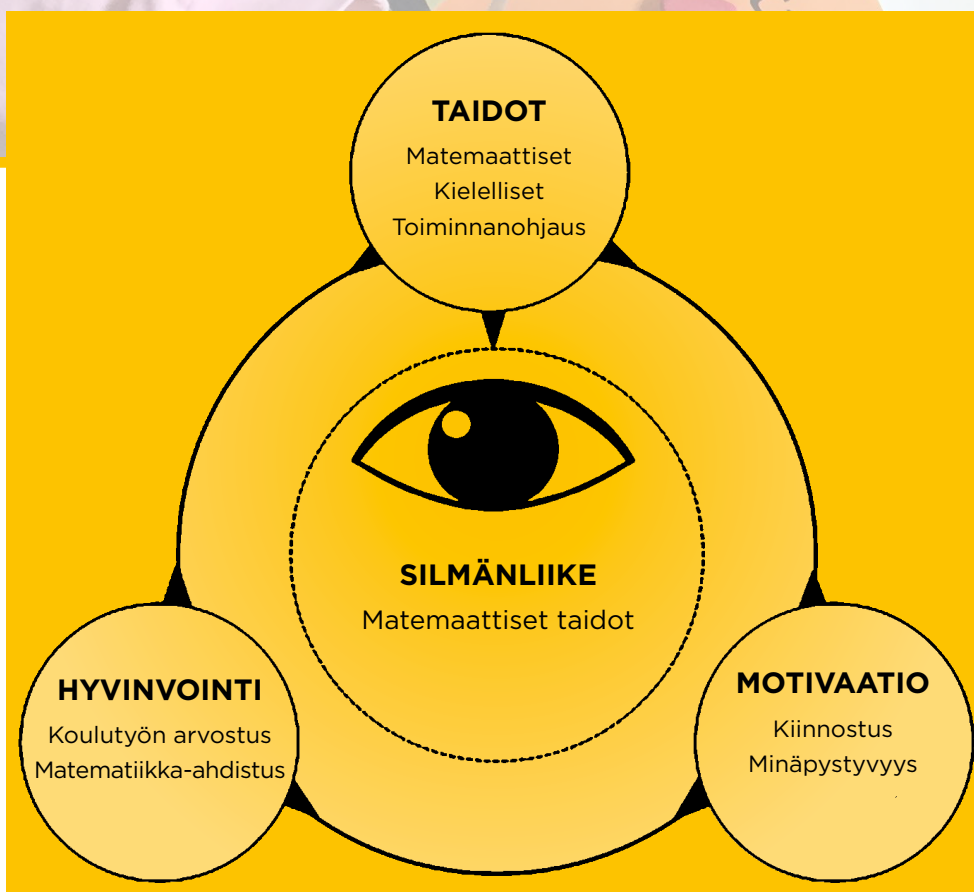 TAIDOT
Matemaattiset
Kielelliset
Toiminnanohjaus
SILMÄNLIIKE
Matemaattiset taidot
HYVINVOINTI
Koulutyön arvostus
Matematiikka-ahdistus
MOTIVAATIO
Kiinnostus
Minäpystyvyys